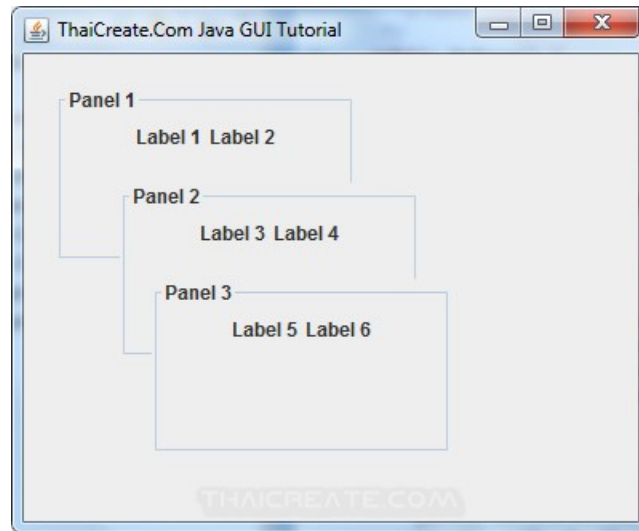 ThaiCreate.Com Java GUI Tutorial
Panel 1
Label 1 Label 2
Panel 2
Label 3 Label 4
Panel 3
Label 5 Label 6
THAICREATE.COM